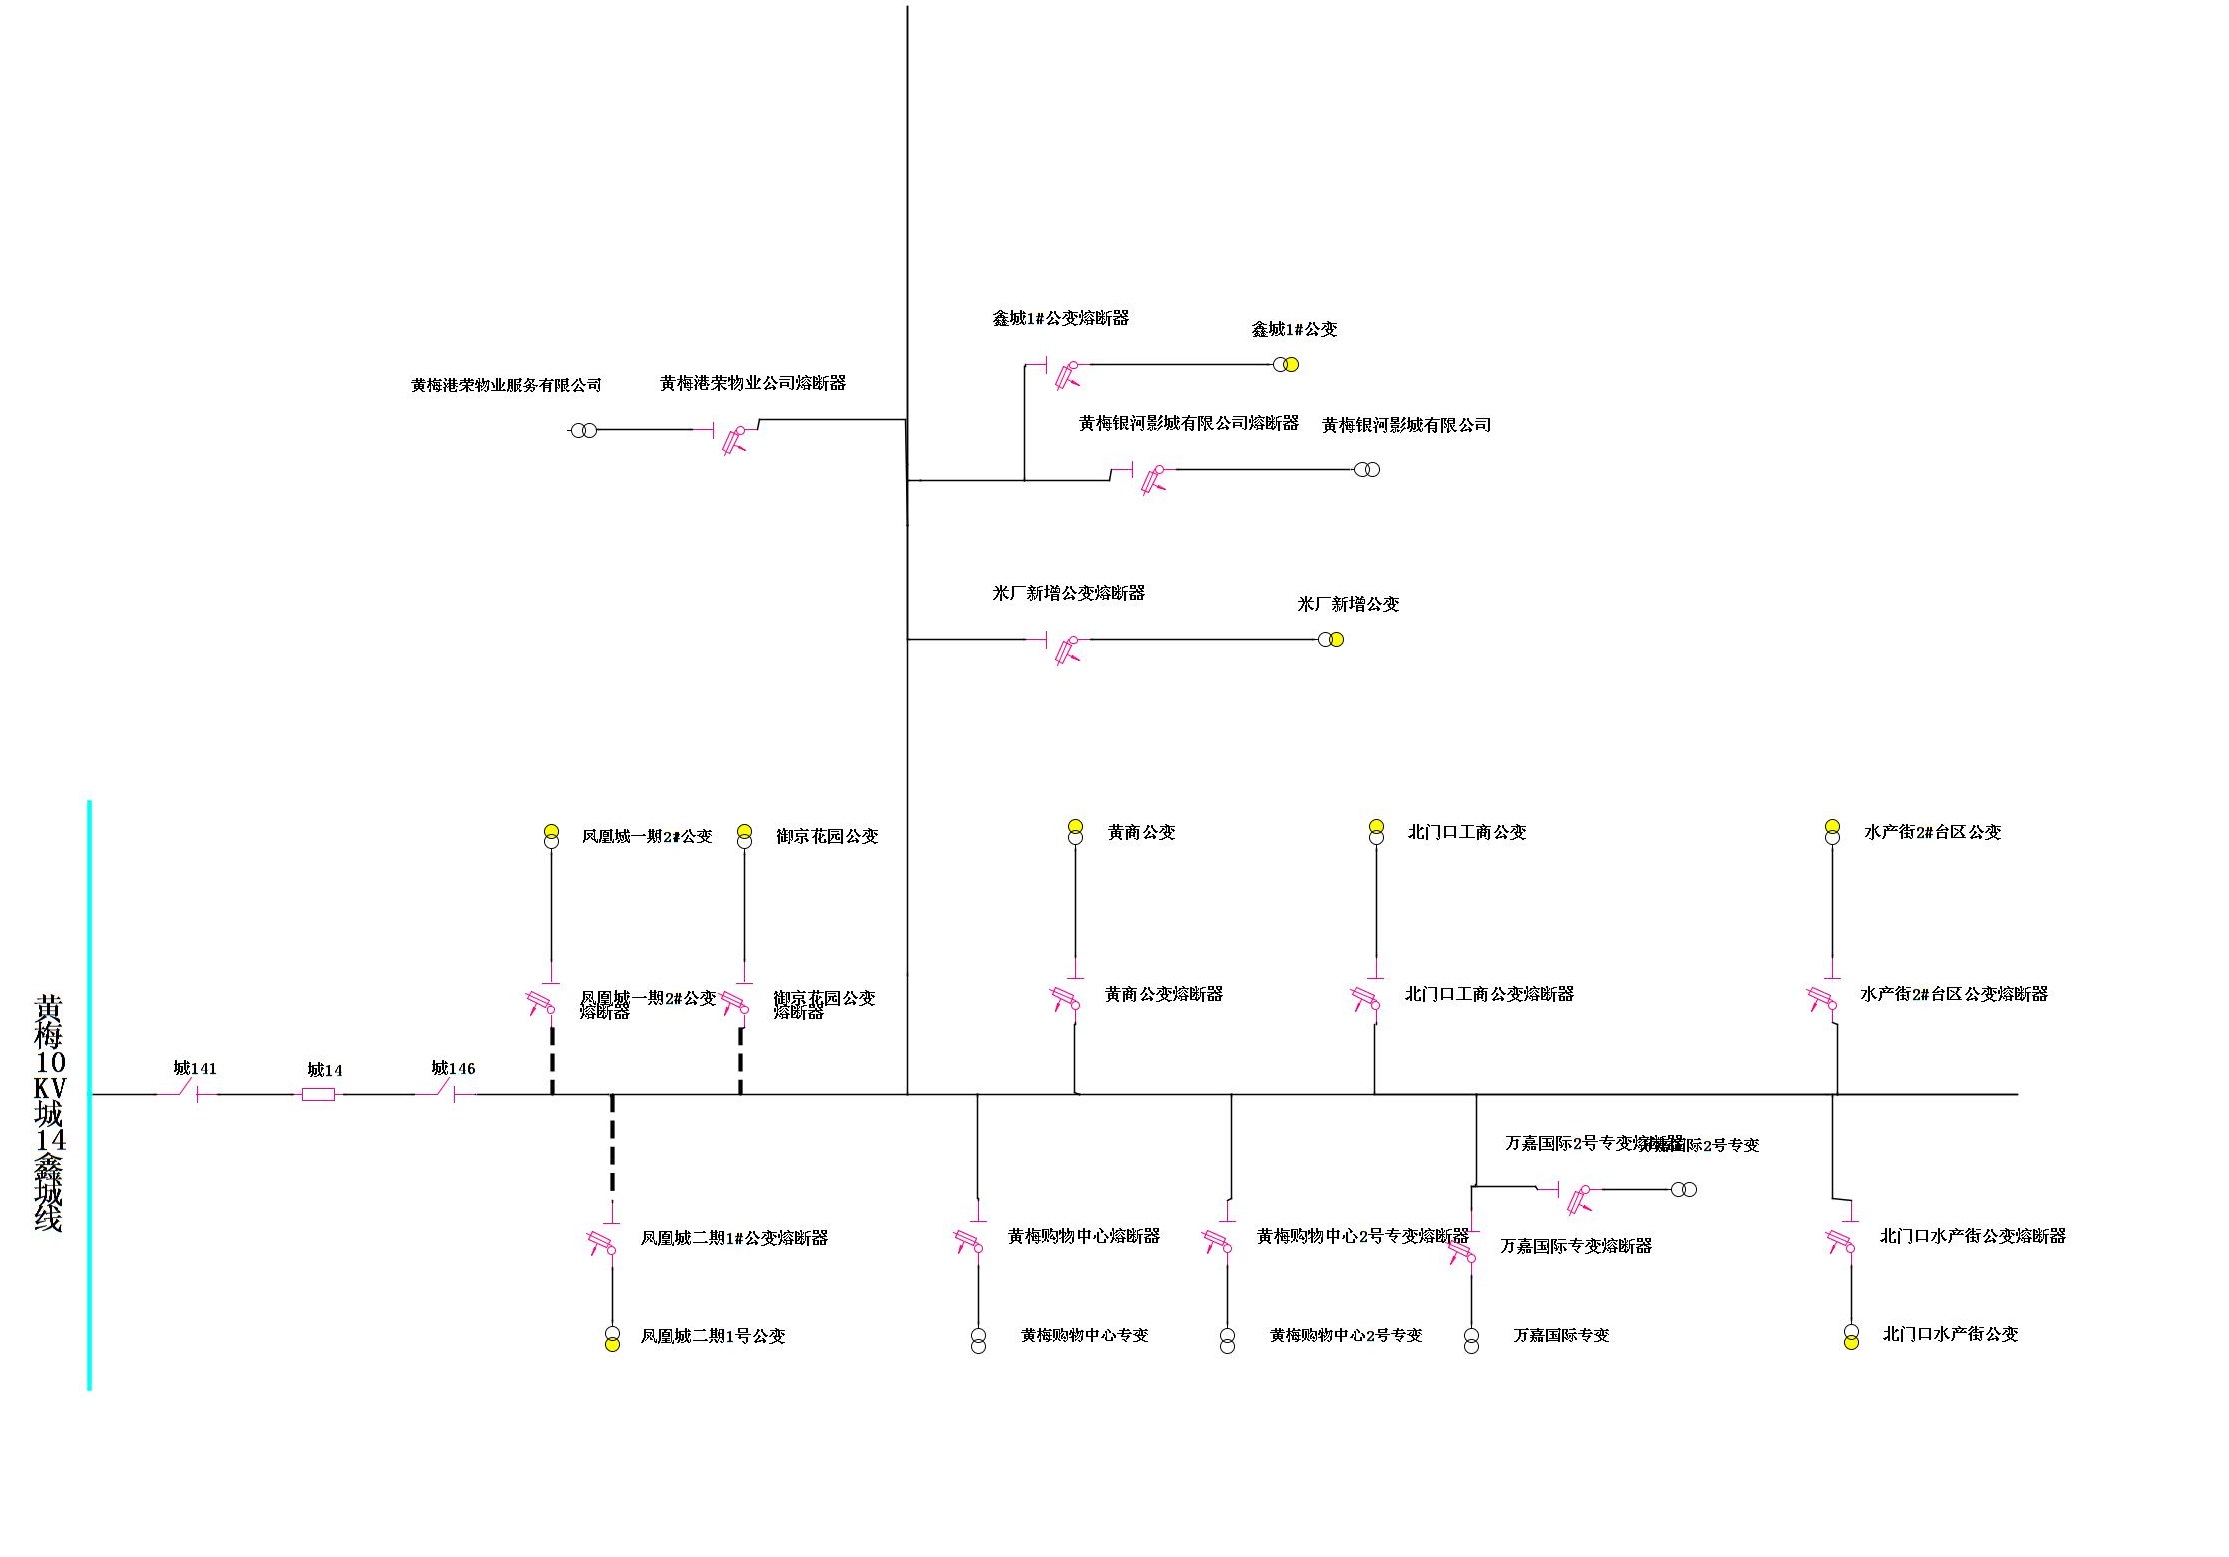 鑫城1#公变熔断器
鑫城1#公变
黄梅港荣物业服务有限公司
黄梅港荣物业公司熔断器
黄梅银河影城有限公司熔断器
黄梅银河影城有限公司
米厂新增公变熔断器
米厂新增公变
凤凰城一期2#公变
御京花园公变
黄商公变
北门口工商公变
水产街2#台区公变
凤凰城一期2#公变
熔断器
御京花园公变
熔断器
黄商公变熔断器
北门口工商公变熔断器
水产街2#台区公变熔断器
黄梅10KV城14鑫城线
城141
城14
城146
万嘉国际2号专变熔断器
万嘉国际2号专变
凤凰城二期1#公变熔断器
黄梅购物中心熔断器
黄梅购物中心2号专变熔断器
万嘉国际专变熔断器
北门口水产街公变熔断器
凤凰城二期1号公变
黄梅购物中心专变
黄梅购物中心2号专变
万嘉国际专变
北门口水产街公变